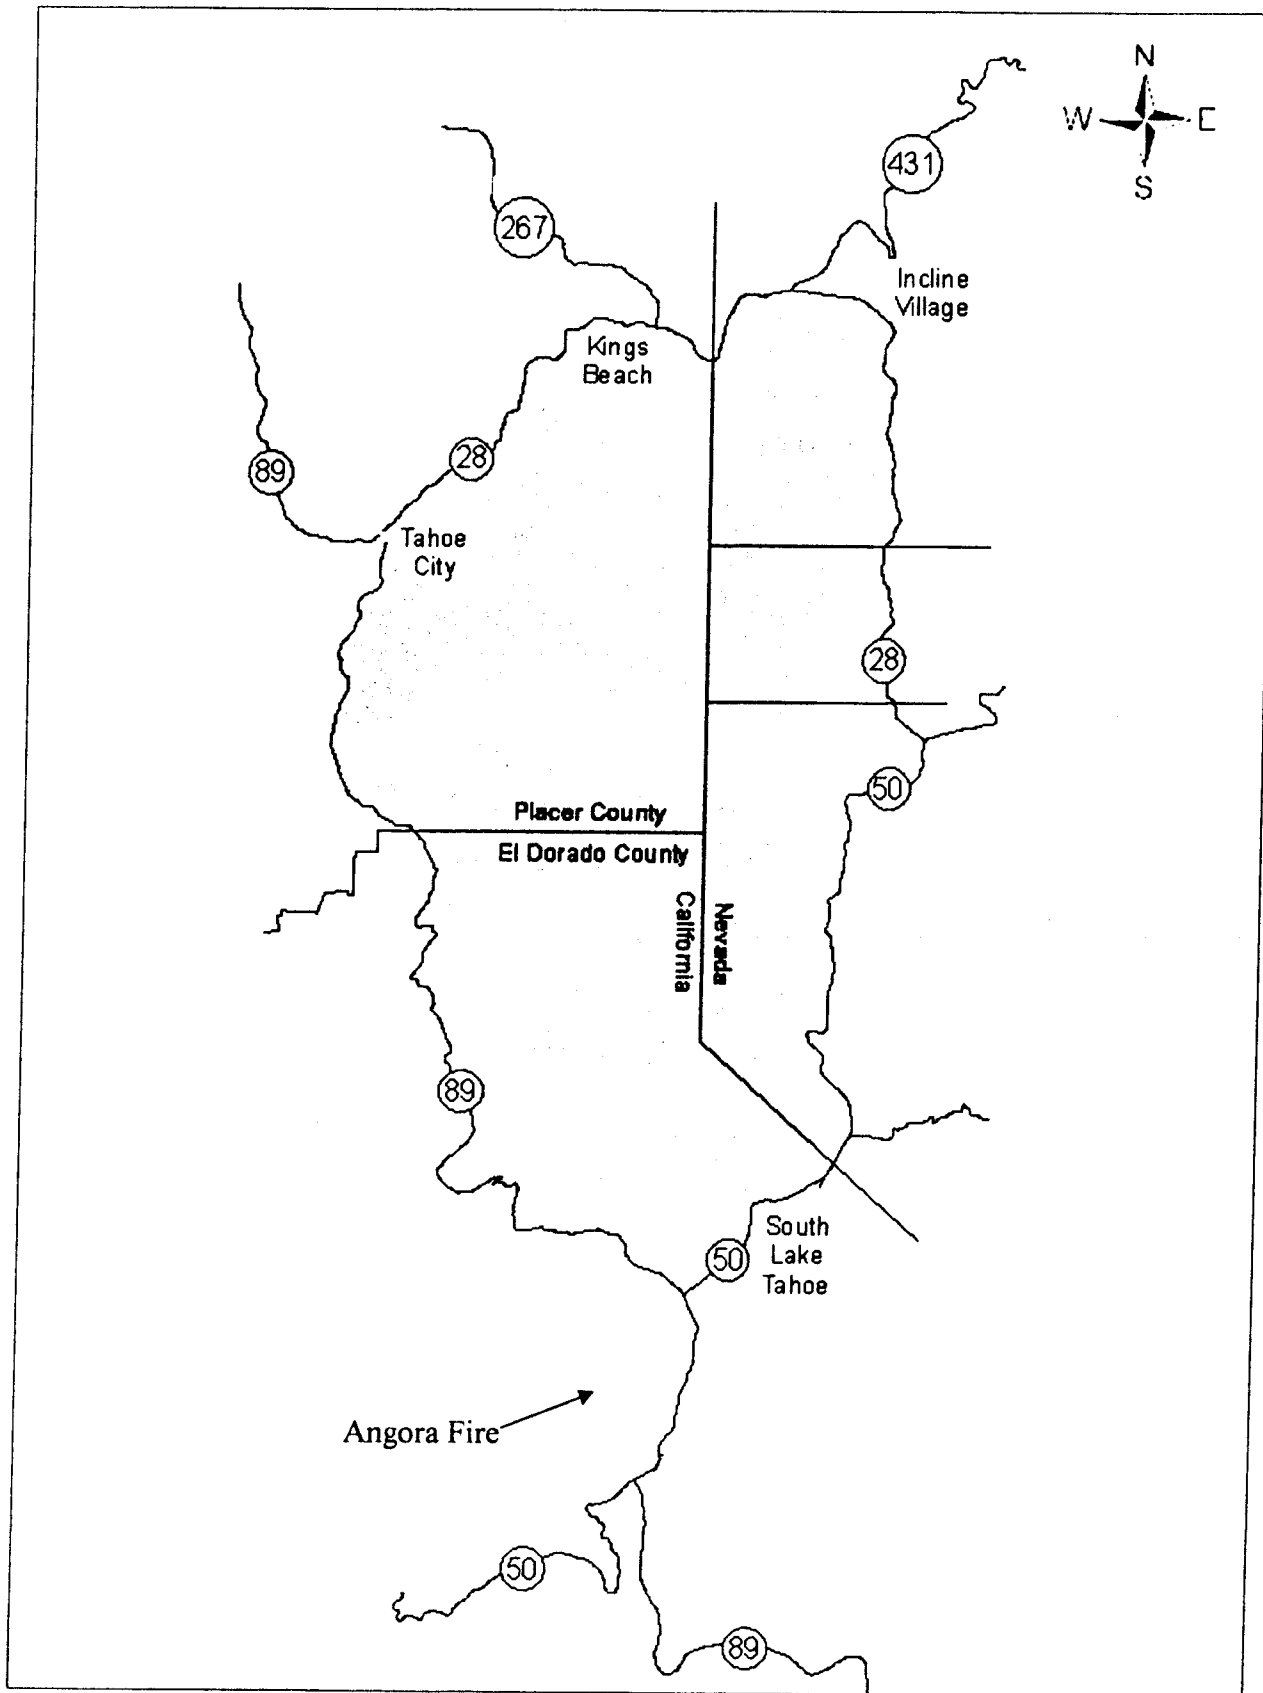 N
W E
S
431
267
Incline
Village
Kings
Beach
28
89
Tahoe
City
28
50
Placer County
El Dorado County
California
Nevada
89
South
Lake
Tahoe
50
Angora Fire
50
89